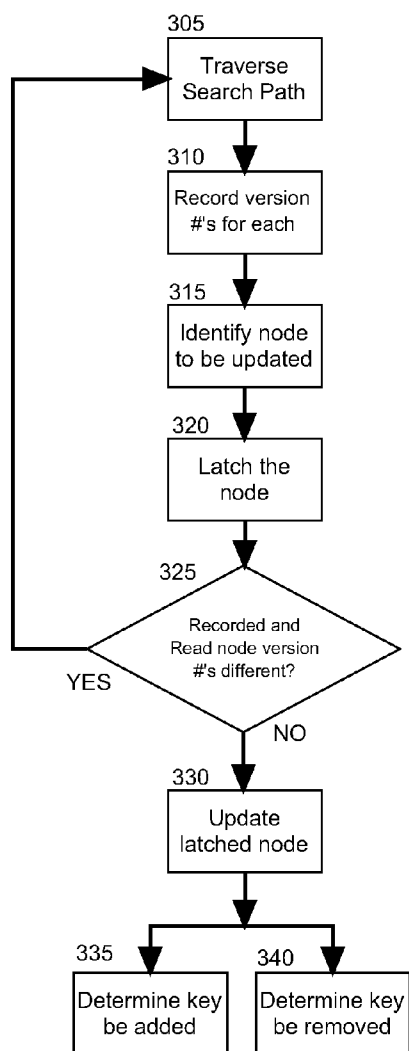 305
Traverse
Search Path
310
Record version
#'s for each
315
Identify node
to be updated
320
Latch the
node
325
Recorded and
Read node version
#'s different?
YES
NO
330
Update
latched node
335
Determine key
be added
340
Determine key
be removed